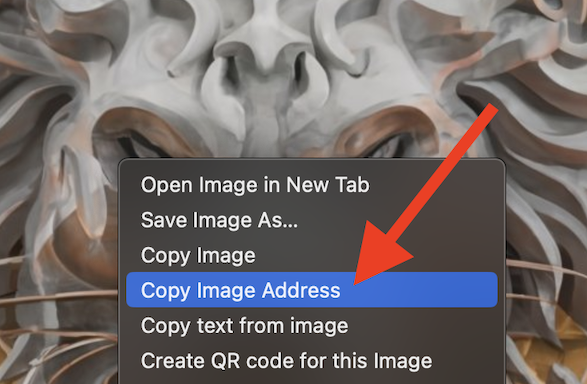 Open Image in New Tab
Save Image As...
Copy Image
Copy Image Address
Copy text from image
Create QR code for this Image